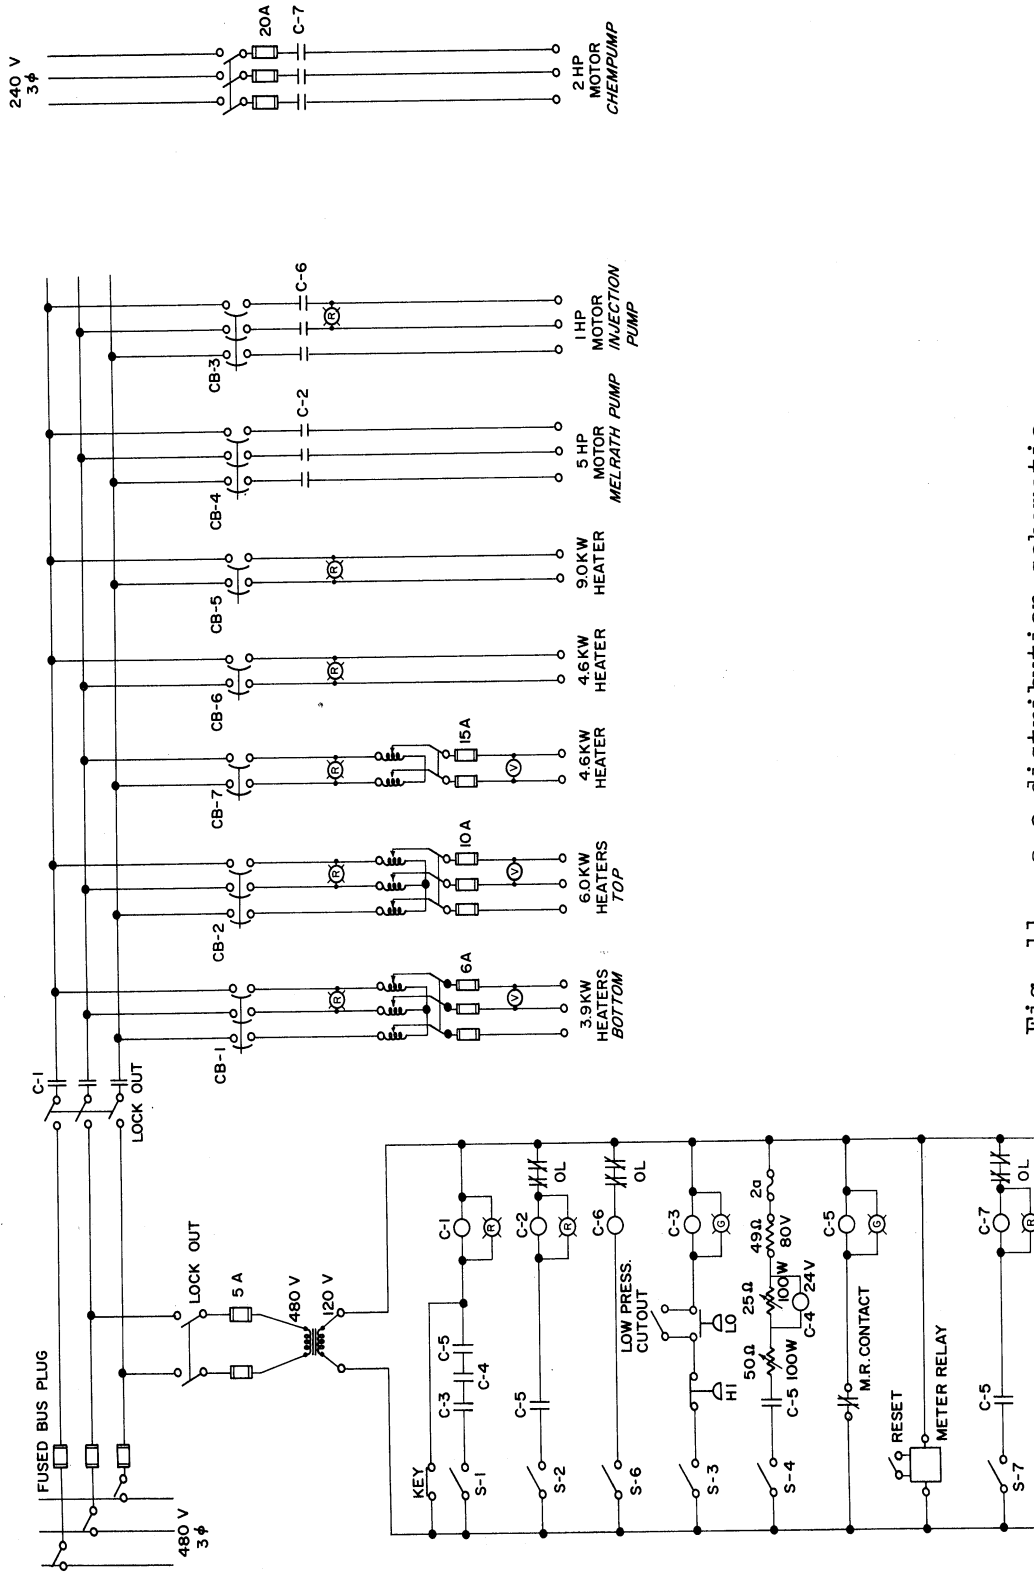 240 V
3ϕ
20A
C-7
2 HP
MOTOR
CHEMPUMP
CB-3
C-6
R
1 HP
MOTOR
INJECTION
PUMP
CB-4
C-2
5 HP
MOTOR
MELRATH PUMP
CB-5
R
9.0KW
HEATER
CB-6
R
4.6KW
HEATER
CB-7
R
15A
V
4.6KW
HEATER
CB-2
R
10A
V
6.0KW
HEATERS
TOP
CB-1
R
6A
V
3.9KW
HEATERS
BOTTOM
C-1
LOCK OUT
FUSED BUS PLUG
480 V
3ϕ
LOCK OUT
5 A
480 V
120 V
KEY
S-1
C-3
C-4
C-5
C-1
R
S-2
C-5
C-2
R
OL
S-6
C-6
OL
LOW PRESS.
CUTOUT
S-3
HI
LO
C-3
G
S-4
C-5
50Ω
100W
25Ω
100W
C-4
24V
49Ω
80V
2a
M.R. CONTACT
C-5
G
RESET
METER RELAY
S-7
C-5
C-7
R
OL